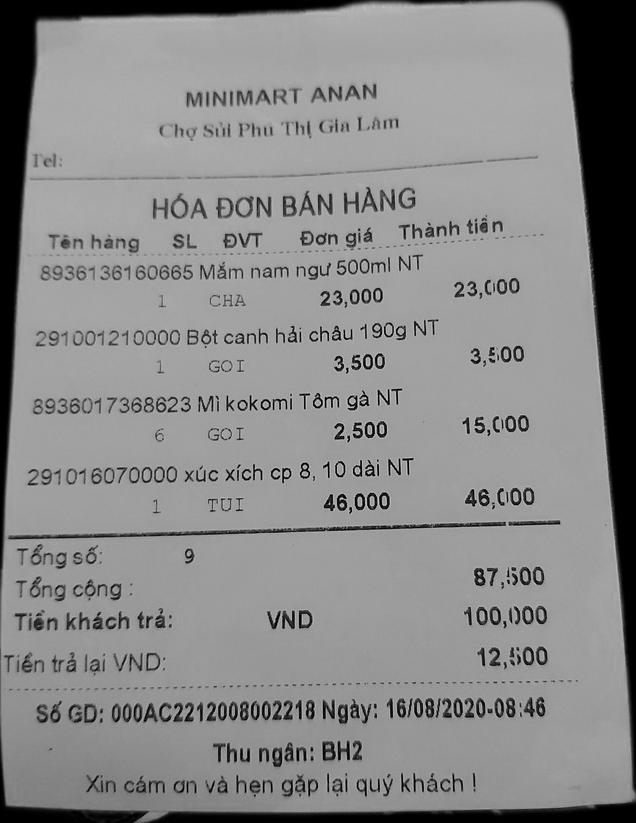 MINIMART ANAN
Chợ Sủi Phu Thị Gia Lâm
Tel:
HÓA ĐƠN BÁN HÀNG
Tên hàng SL ĐVT Đơn giá Thành tiền
8936136160665 Mắm nam ngư 500ml NT
1 CHA 23,000 23,000
291001210000 Bột canh hải châu 190g NT
1 GOI 3,500 3,500
8936017368623 Mì kokomi Tôm gà NT
6 GOI 2,500 15,000
291016070000 xúc xích cp 8, 10 dài NT
1 TUI 46,000 46,000
Tổng số: 9
Tổng cộng : 87,500
Tiền khách trả: VND 100,000
Tiền trả lại VND: 12,500
Số GD: 000AC2212008002218 Ngày: 16/08/2020-08:46
Thu ngân: BH2
Xin cám ơn và hẹn gặp lại quý khách !